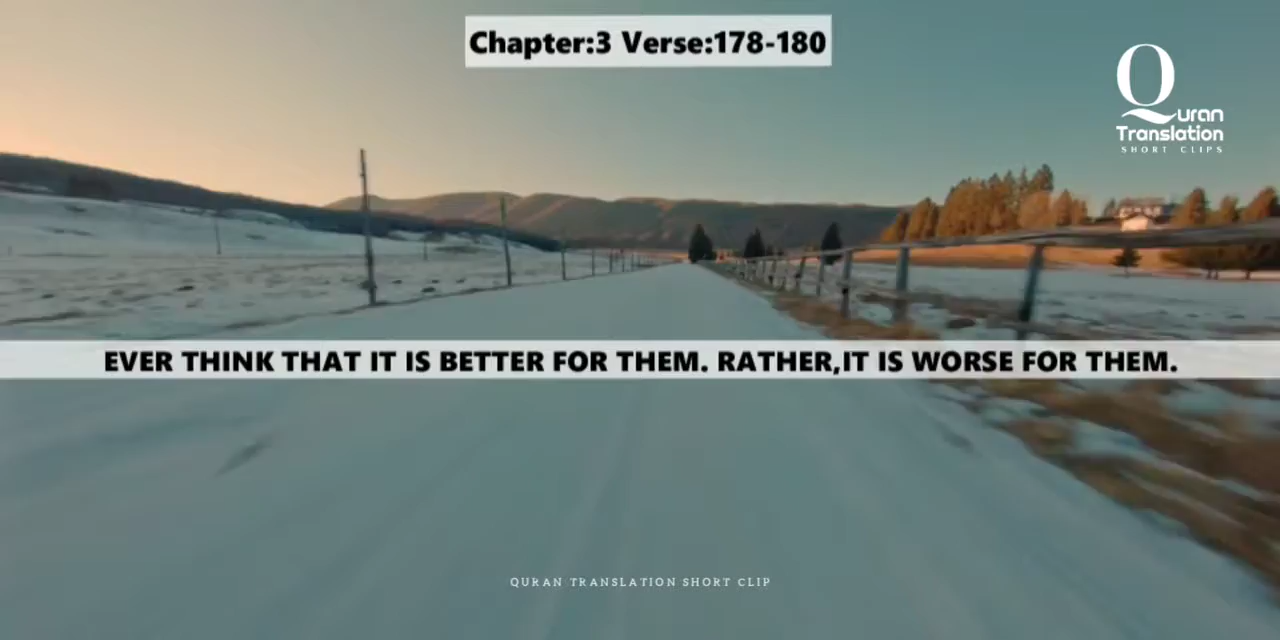 Chapter:3 Verse:178-180
Quran
Translation
SHORT CLIPS
EVER THINK THAT IT IS BETTER FOR THEM. RATHER,IT IS WORSE FOR THEM.
QURAN TRANSLATION SHORT CLIP